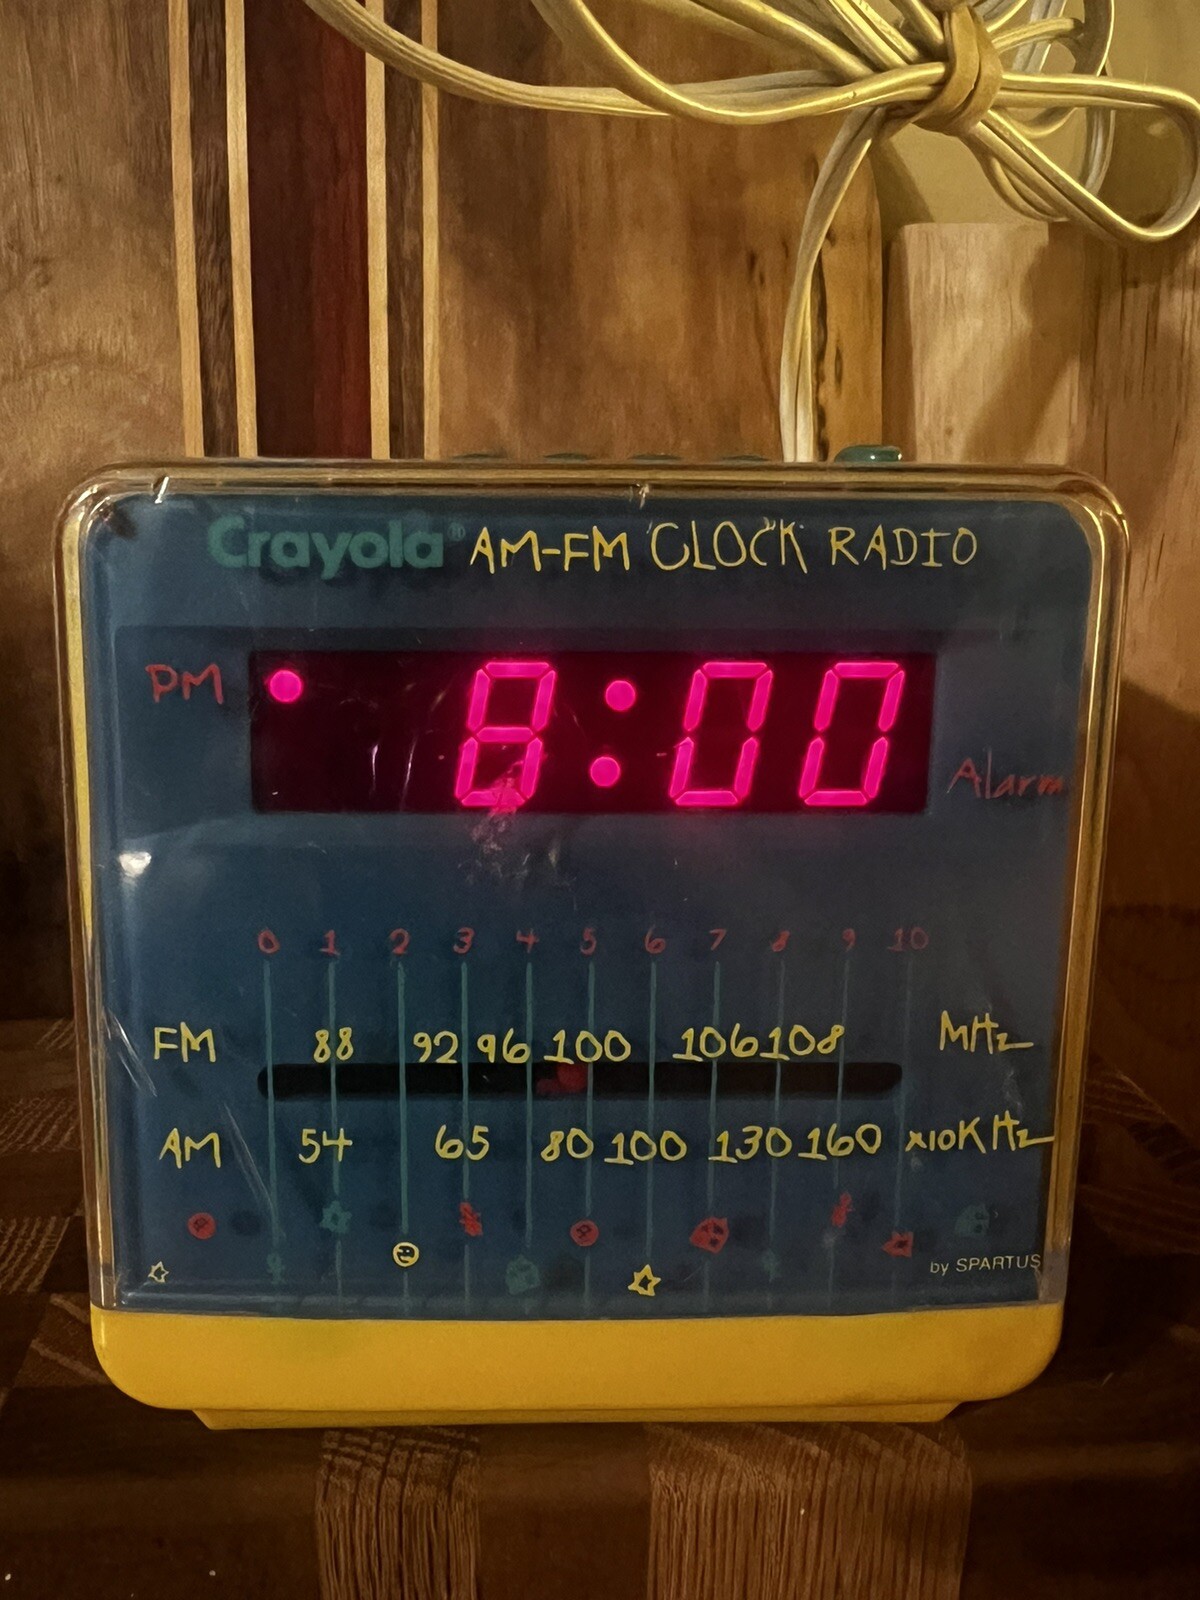 Crayola® AM-FM CLOCK RADIO
PM 8:00
Alarm
0 1 2 3 4 5 6 7 8 9 10
FM 88 92 96 100 106 108 MHz
AM 54 65 80 100 130 160 x10KHz
by SPARTUS